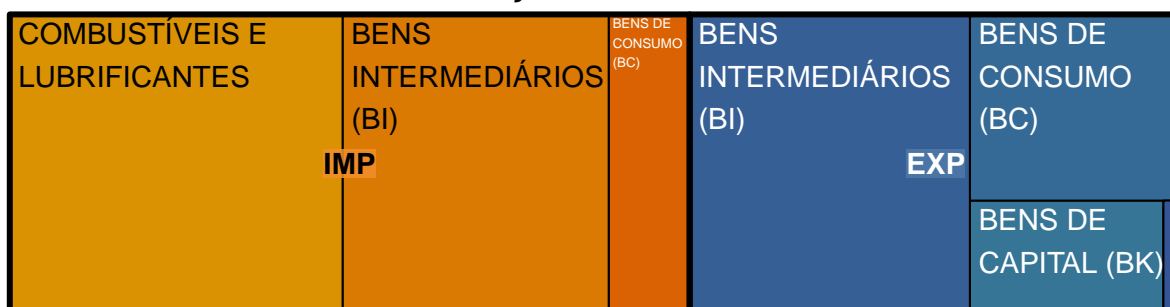 COMBUSTÍVEIS E
LUBRIFICANTES
BENS
INTERMEDIÁRIOS
(BI)
BENS DE
CONSUMO
(BC)
IMP
BENS
INTERMEDIÁRIOS
(BI)
EXP
BENS DE
CONSUMO
(BC)
BENS DE
CAPITAL (BK)